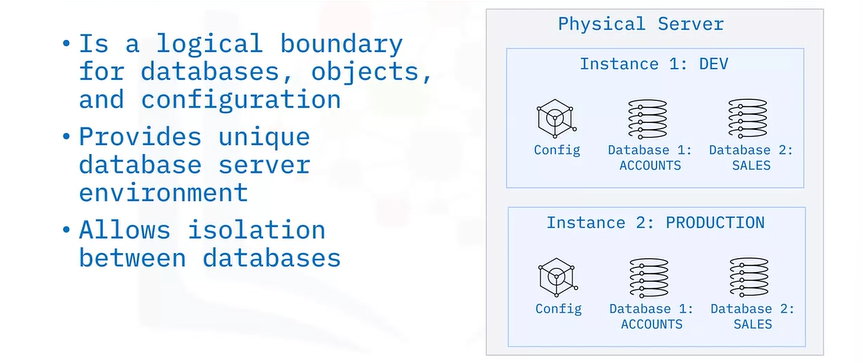 • Is a logical boundary
for databases, objects,
and configuration
• Provides unique
database server
environment
• Allows isolation
between databases
Physical Server
Instance 1: DEV
Config
Database 1:
ACCOUNTS
Database 2:
SALES
Instance 2: PRODUCTION
Config
Database 1:
ACCOUNTS
Database 2:
SALES